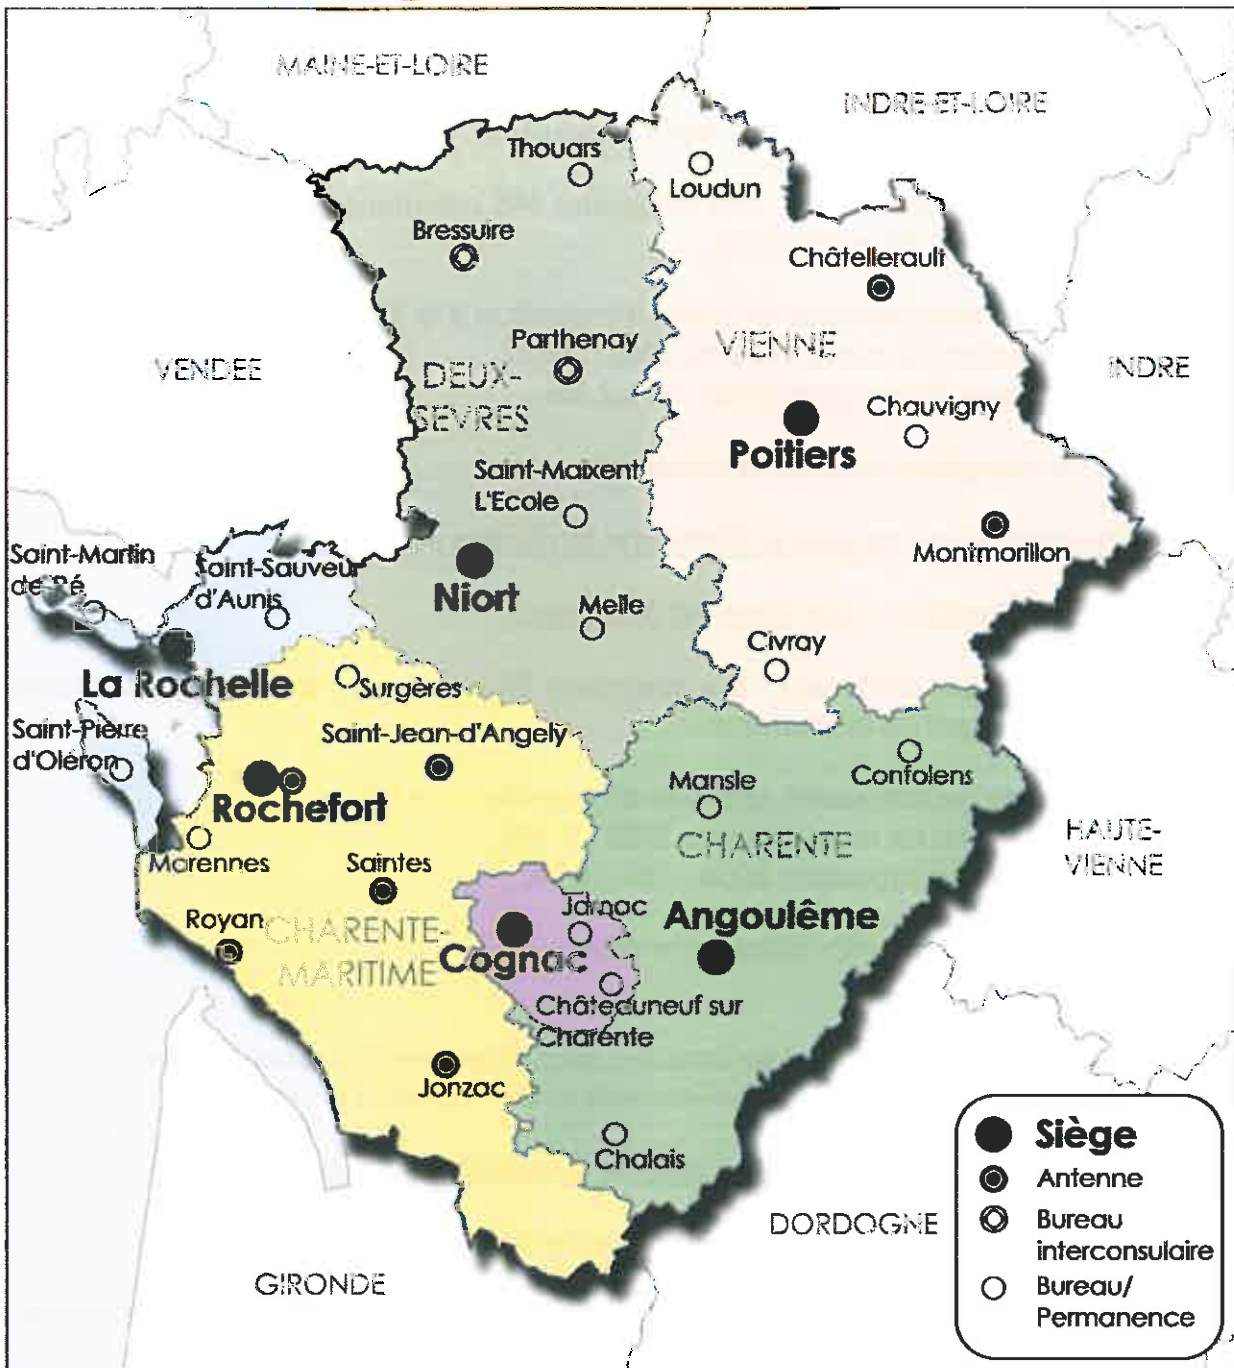 MAINE-ET-LOIRE
INDRE-ET-LOIRE
Thouars
Loudun
Bressuire
Châtellerault
Parthenay
VIENNE
VENDEE
DEUX-
SEVRES
INDRE
Chauvigny
Poitiers
Saint-Maixent
L'Ecole
Montmorillon
Saint-Martin
de Ré
Saint-Sauveur
d'Aunis
Niort
Melle
Civray
La Rochelle
Surgères
Saint-Pierre
d'Oléron
Saint-Jean-d'Angely
Mansle
Confolens
Rochefort
CHARENTE
HAUTE-
VIENNE
Marennes
Saintes
Royan
Jarnac
Angoulême
CHARENTE-
MARITIME
Cognac
Châteauneuf sur
Charente
Jonzac
Chalais
DORDOGNE
GIRONDE
Siège
Antenne
Bureau
interconsulaire
Bureau/
Permanence